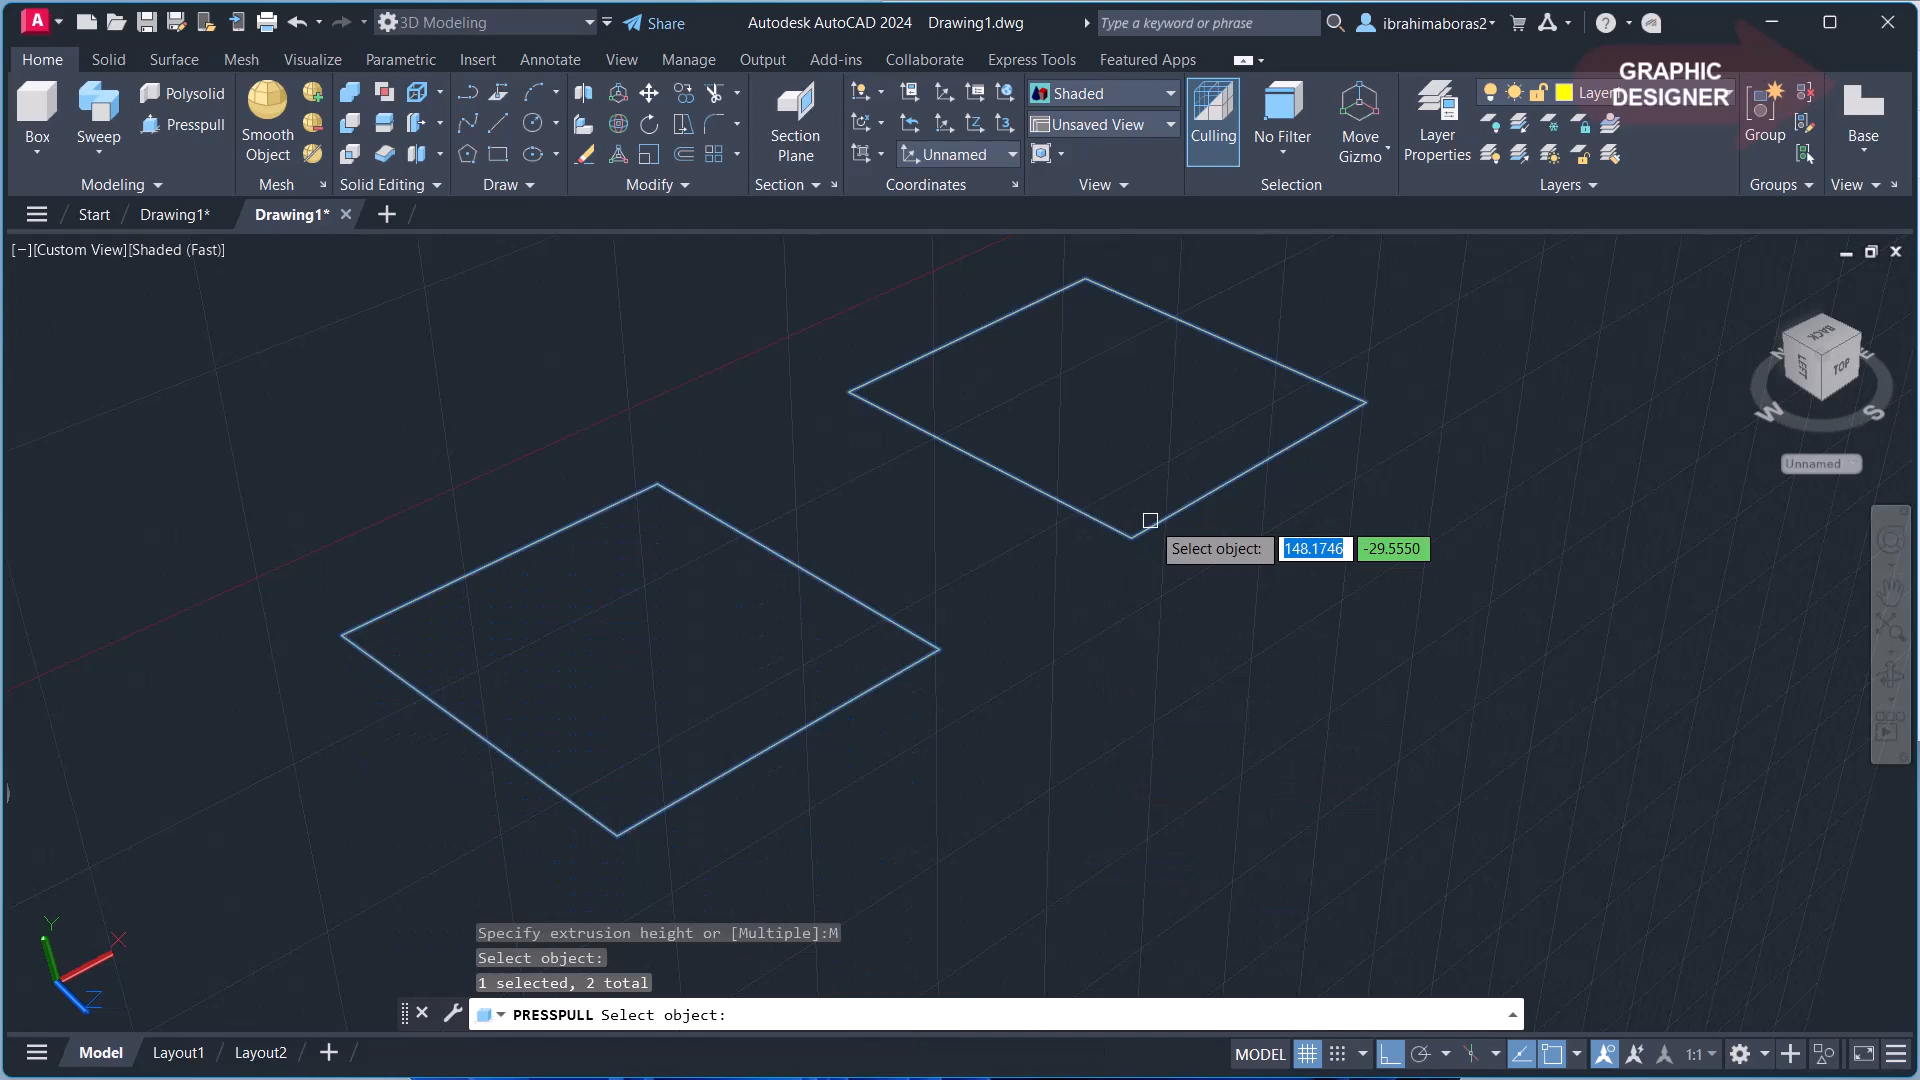 A 3D Modeling Share Autodesk AutoCAD 2024 Drawing1.dwg Type a keyword or phrase ibrahimaboras2
Home Solid Surface Mesh Visualize Parametric Insert Annotate View Manage Output Add-ins Collaborate Express Tools Featured Apps
GRAPHIC
DESIGNER
Polysolid
Presspull
Box
Sweep
Smooth
Object
Section
Plane
Shaded
Unsaved View
Unnamed
Culling
No Filter
Move
Gizmo
Layer
Properties
Group
Base
Modeling Mesh Solid Editing Draw Modify Section Coordinates View Selection Layers Groups View
Start Drawing1* Drawing1*
[−][Custom View][Shaded (Fast)]
BACK
LEFT
TOP
W
S
Unnamed
Select object: 148.1746 -29.5550
Y
X
Z
Specify extrusion height or [Multiple]:M
Select object:
1 selected, 2 total
PRESSPULL Select object:
Model Layout1 Layout2 MODEL 1:1